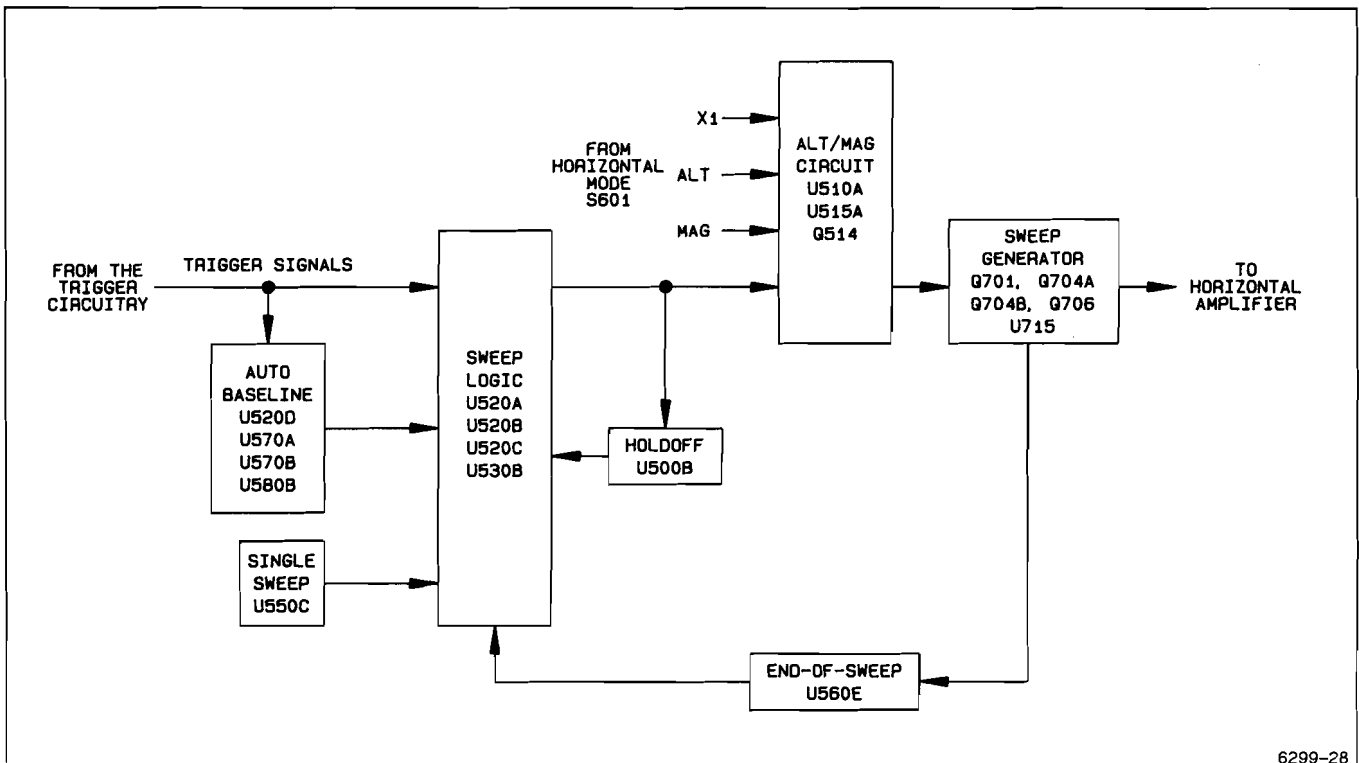 X1
FROM
HORIZONTAL
MODE
S601
ALT
MAG
ALT/MAG
CIRCUIT
U510A
U515A
Q514
FROM THE
TRIGGER
CIRCUITRY
TRIGGER SIGNALS
SWEEP
GENERATOR
Q701, Q704A
Q704B, Q706
U715
TO
HORIZONTAL
AMPLIFIER
AUTO
BASELINE
U520D
U570A
U570B
U580B
SWEEP
LOGIC
U520A
U520B
U520C
U530B
HOLDOFF
U500B
SINGLE
SWEEP
U550C
END-OF-SWEEP
U560E
6299-28